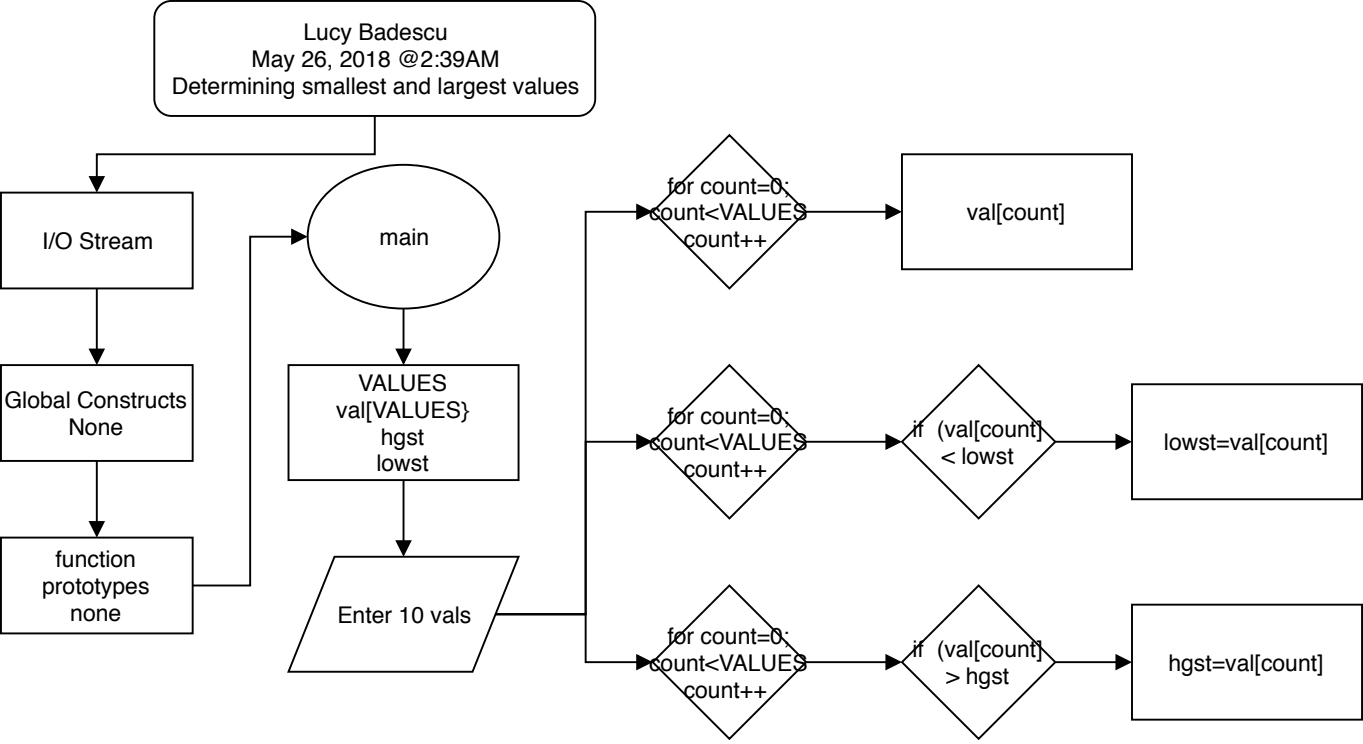 Lucy Badescu
May 26, 2018 @2:39AM
Determining smallest and largest values
I/O Stream
Global Constructs
None
function
prototypes
none
main
VALUES
val[VALUES}
hgst
lowst
Enter 10 vals
for count=0;
count<VALUES
count++
val[count]
for count=0;
count<VALUES
count++
if (val[count]
< lowst
lowst=val[count]
for count=0;
count<VALUES
count++
if (val[count]
> hgst
hgst=val[count]